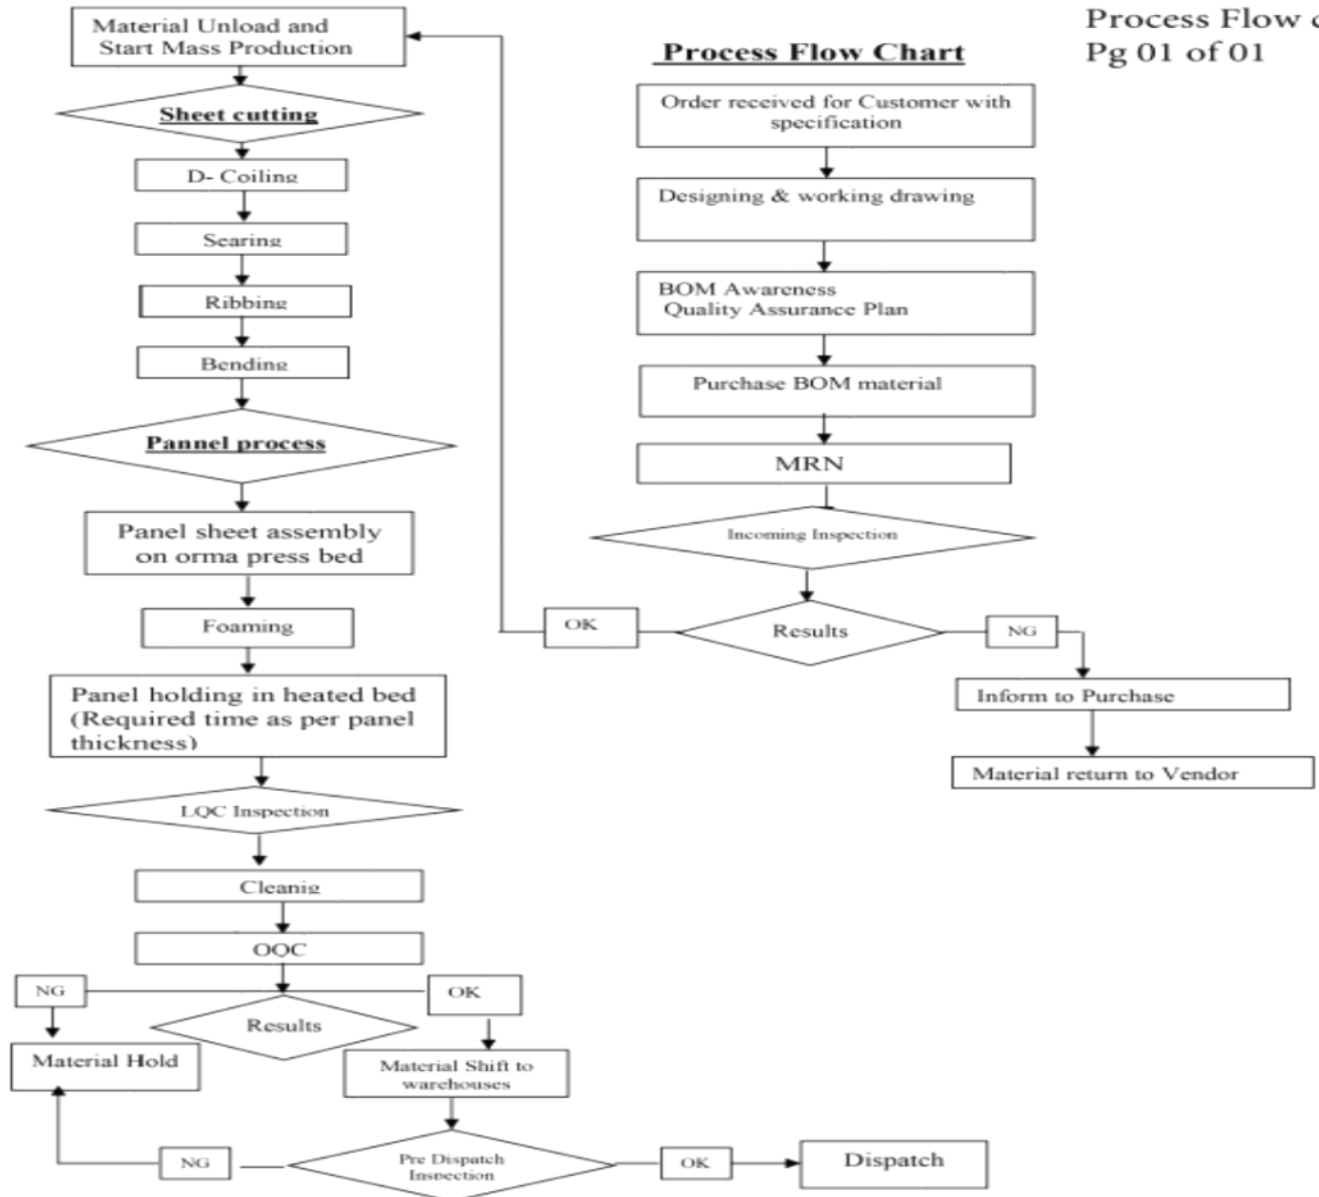 Process Flow
Pg 01 of 01
Process Flow Chart
Order received for Customer with
specification
Designing & working drawing
BOM Awareness
Quality Assurance Plan
Purchase BOM material
MRN
Incoming Inspection
Results
OK
NG
Inform to Purchase
Material return to Vendor
Material Unload and
Start Mass Production
Sheet cutting
D- Coiling
Searing
Ribbing
Bending
Pannel process
Panel sheet assembly
on orma press bed
Foaming
Panel holding in heated bed
(Required time as per panel
thickness)
LQC Inspection
Cleanig
OQC
NG
OK
Results
Material Hold
Material Shift to
warehouses
Pre Dispatch
Inspection
NG
OK
Dispatch